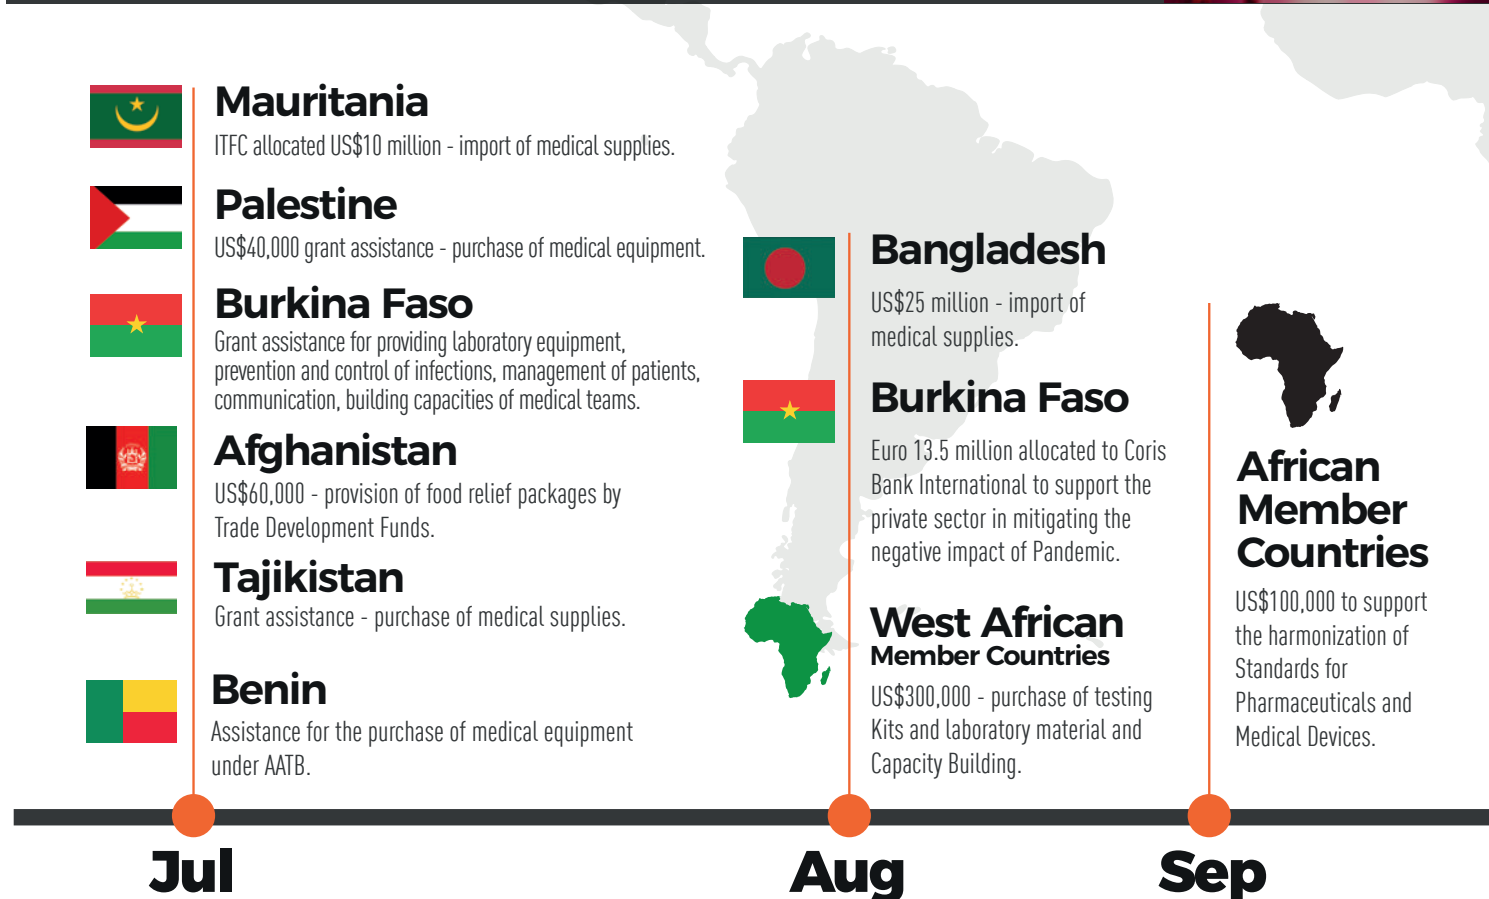 Mauritania
ITFC allocated US$10 million - import of medical supplies.
Palestine
US$40,000 grant assistance - purchase of medical equipment.
Burkina Faso
Grant assistance for providing laboratory equipment,
prevention and control of infections, management of patients,
communication, building capacities of medical teams.
Afghanistan
US$60,000 - provision of food relief packages by
Trade Development Funds.
Tajikistan
Grant assistance - purchase of medical supplies.
Benin
Assistance for the purchase of medical equipment
under AATB.
Jul
Bangladesh
US$25 million - import of
medical supplies.
Burkina Faso
Euro 13.5 million allocated to Coris
Bank International to support the
private sector in mitigating the
negative impact of Pandemic.
West African
Member Countries
US$300,000 - purchase of testing
Kits and laboratory material and
Capacity Building.
Aug
African
Member
Countries
US$100,000 to support
the harmonization of
Standards for
Pharmaceuticals and
Medical Devices.
Sep